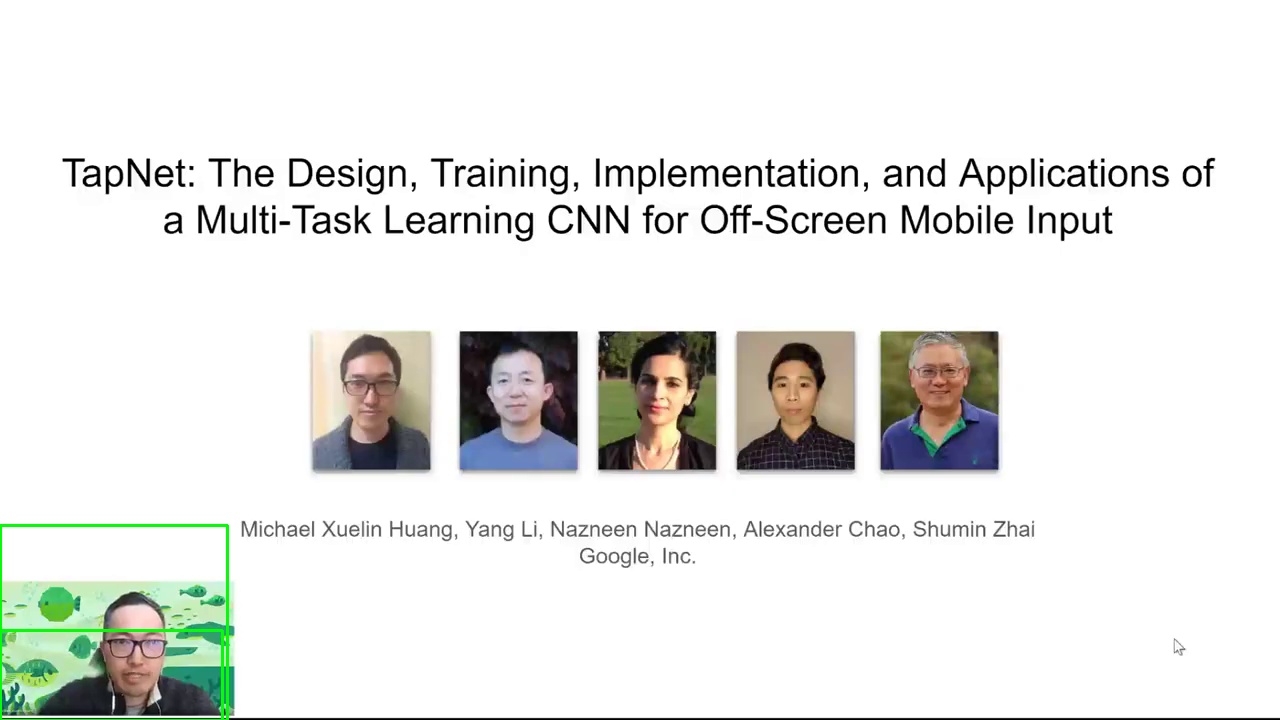 TapNet: The Design, Training, Implementation, and Applications of
a Multi-Task Learning CNN for Off-Screen Mobile Input
Michael Xuelin Huang, Yang Li, Nazneen Nazneen, Alexander Chao, Shumin Zhai
Google, Inc.